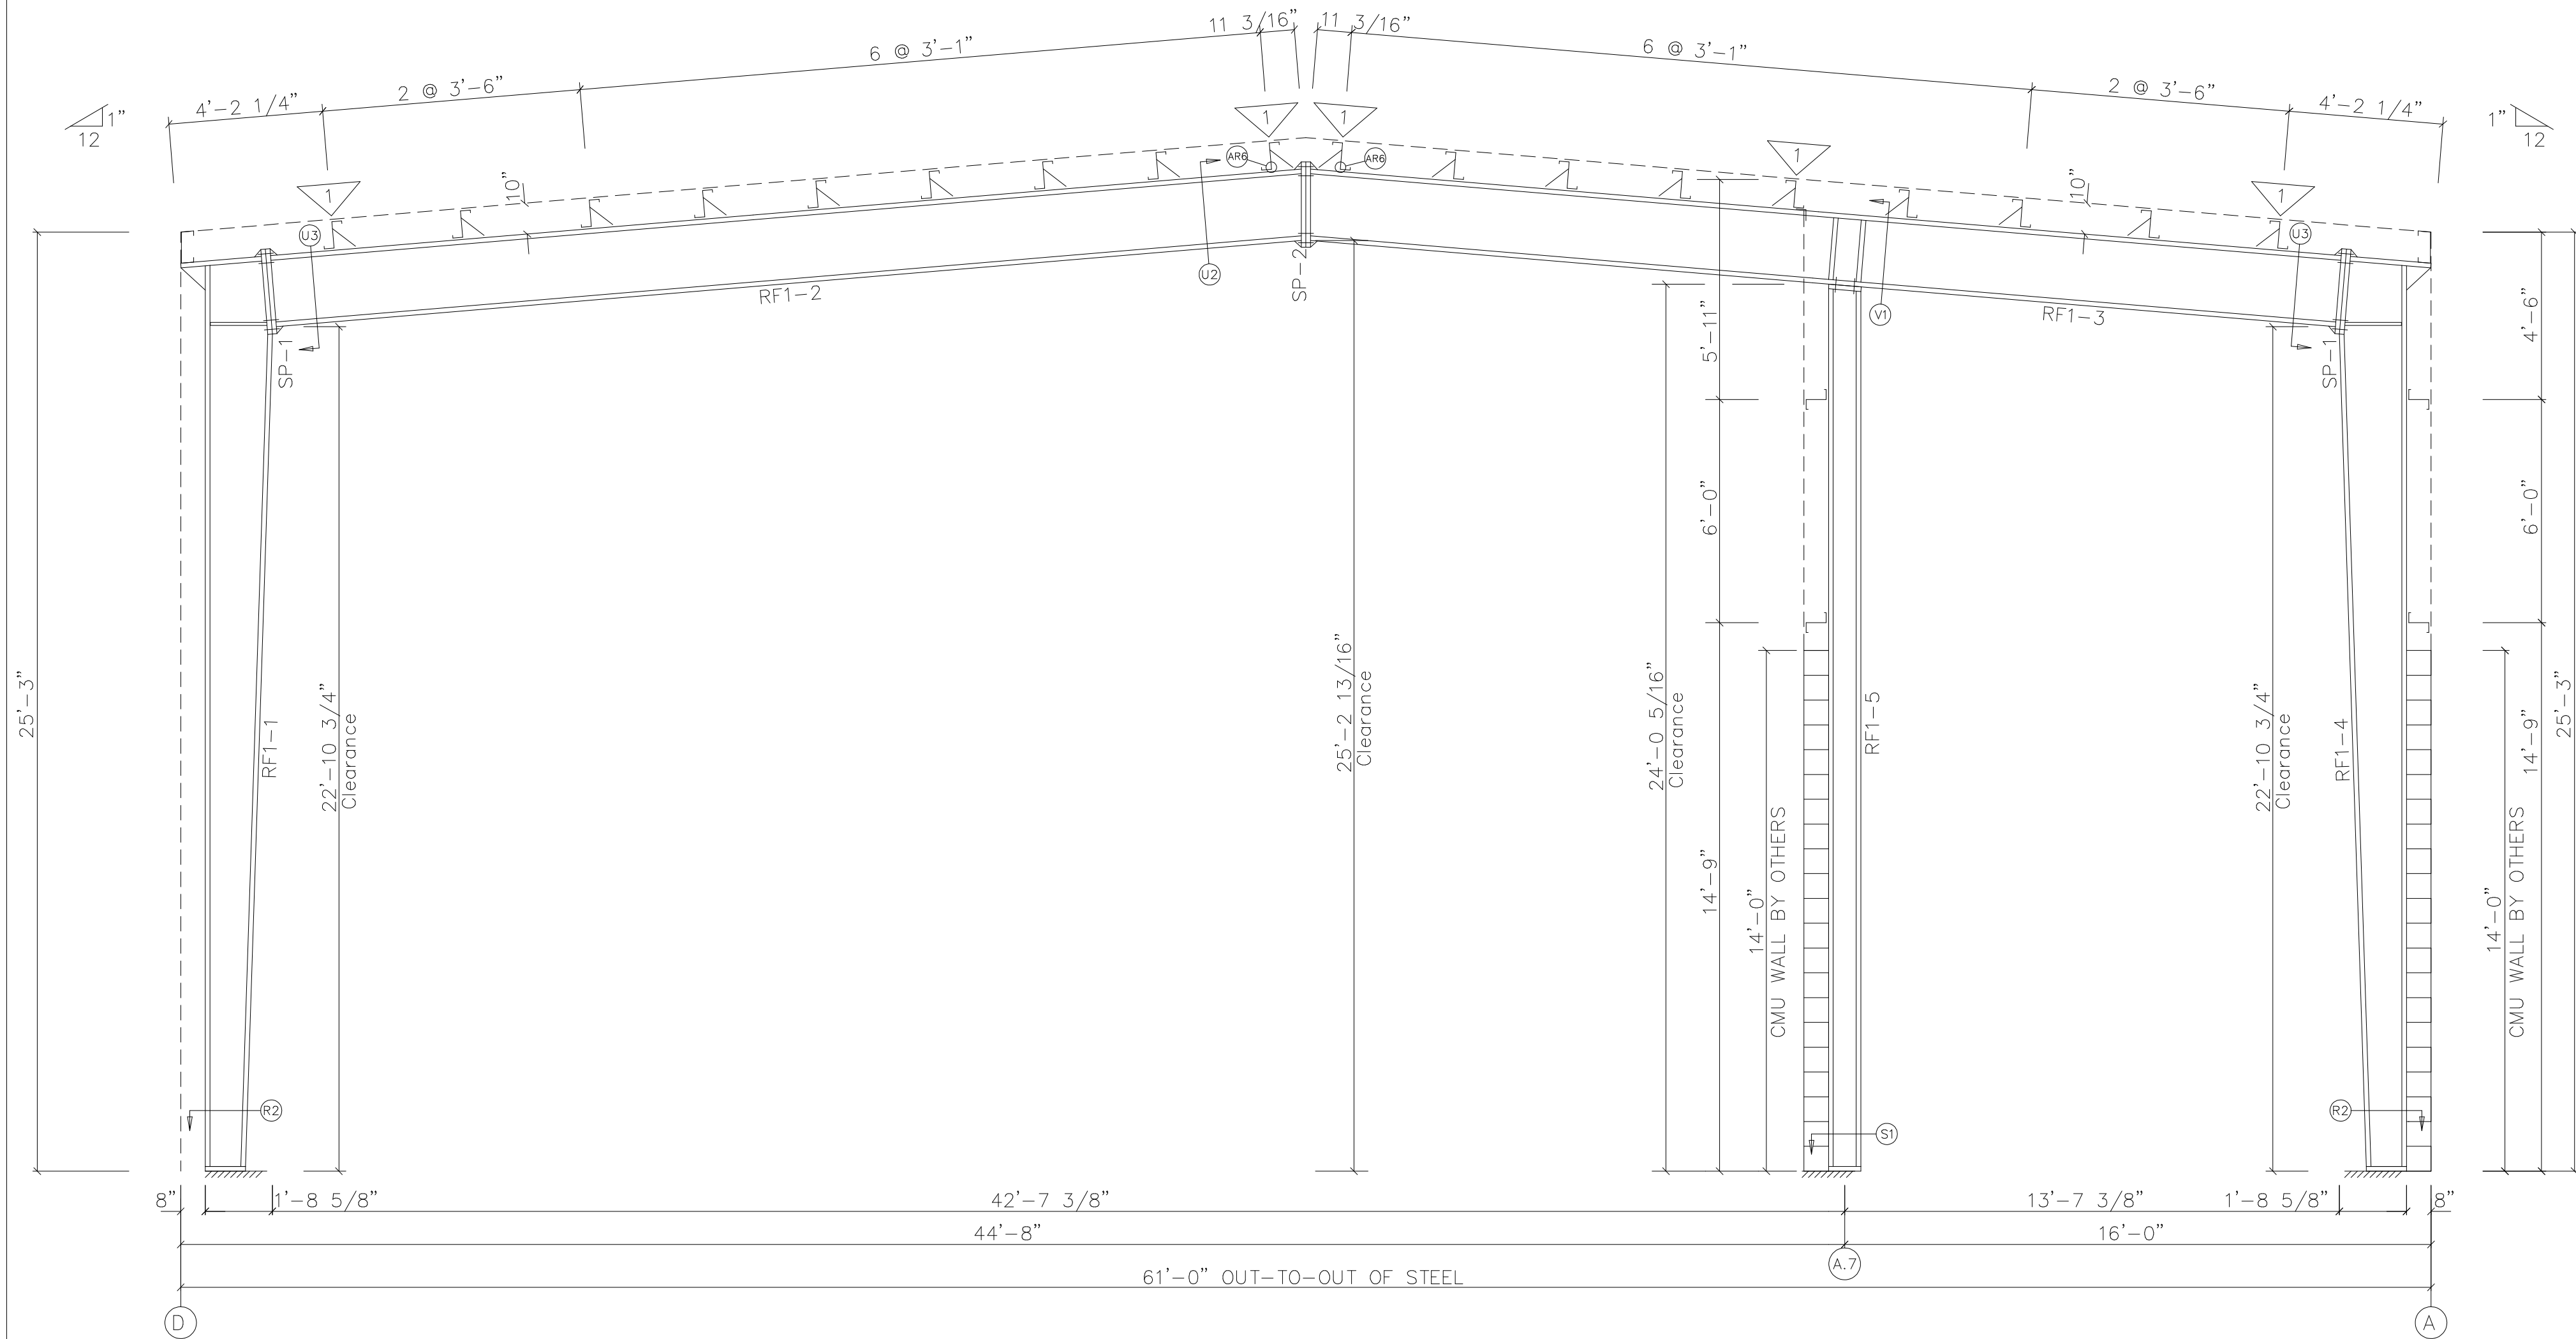 11 3/16" 11 3/16"
6 @ 3'-1" 6 @ 3'-1"
2 @ 3'-6" 2 @ 3'-6"
4'-2 1/4" 4'-2 1/4"
1" 1"
12 12
1 1 1 1 1
10" 10"
AR6 AR6
U3 U2 U3
V1
SP-2
RF1-2 RF1-3
SP-1 SP-1
5'-11" 4'-6"
6'-0" 6'-0"
25'-3"
RF1-1
22'-10 3/4"
Clearance
25'-2 13/16"
Clearance
24'-0 5/16"
Clearance
14'-9"
14'-0"
CMU WALL BY OTHERS
RF1-5
22'-10 3/4"
Clearance
RF1-4
14'-0"
CMU WALL BY OTHERS
14'-9"
25'-3"
R2 S1 R2
8" 1'-8 5/8" 42'-7 3/8" 13'-7 3/8" 1'-8 5/8" 8"
44'-8" 16'-0"
A.7
61'-0" OUT-TO-OUT OF STEEL
D A